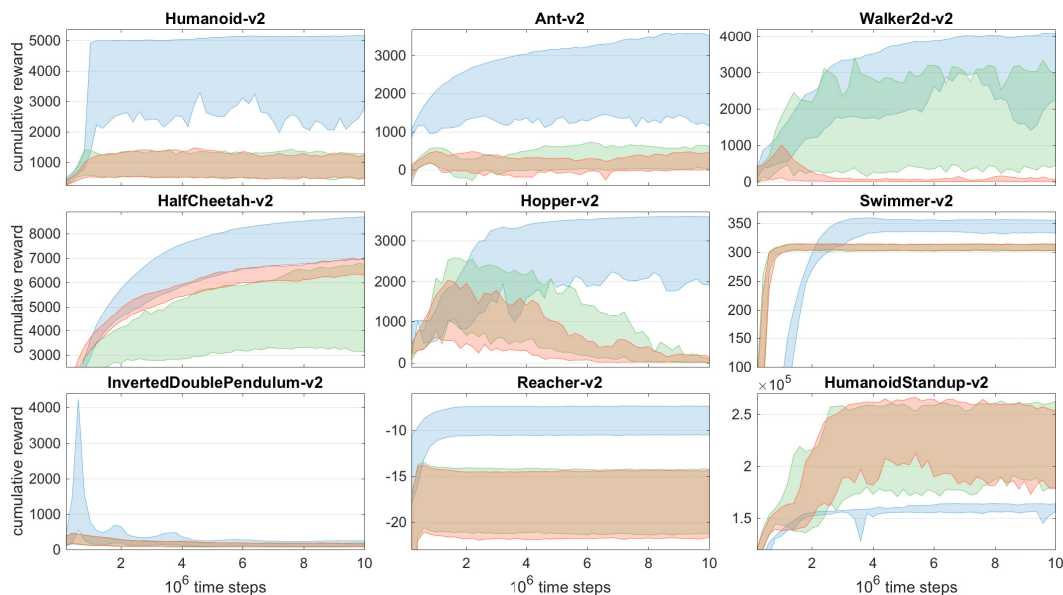 Humanoid-v2
Ant-v2
Walker2d-v2
cumulative reward
5000
4000
3000
2000
1000
3000
2000
1000
0
4000
3000
2000
1000
0
HalfCheetah-v2
Hopper-v2
Swimmer-v2
cumulative reward
8000
7000
6000
5000
4000
3000
3000
2000
1000
0
350
300
250
200
150
100
InvertedDoublePendulum-v2
Reacher-v2
×10^5
HumanoidStandup-v2
cumulative reward
4000
3000
2000
1000
0
-10
-15
-20
2.5
2
1.5
2 4 6 8 10
2 4 6 8 10
2 4 6 8 10
10^6 time steps
10^6 time steps
10^6 time steps